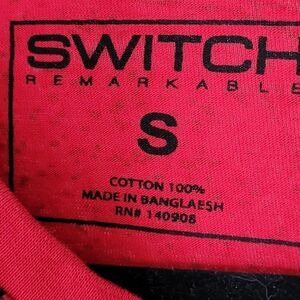 SWITCH
REMARKABLE
S
COTTON 100%
MADE IN BANGLAESH
RN# 140908